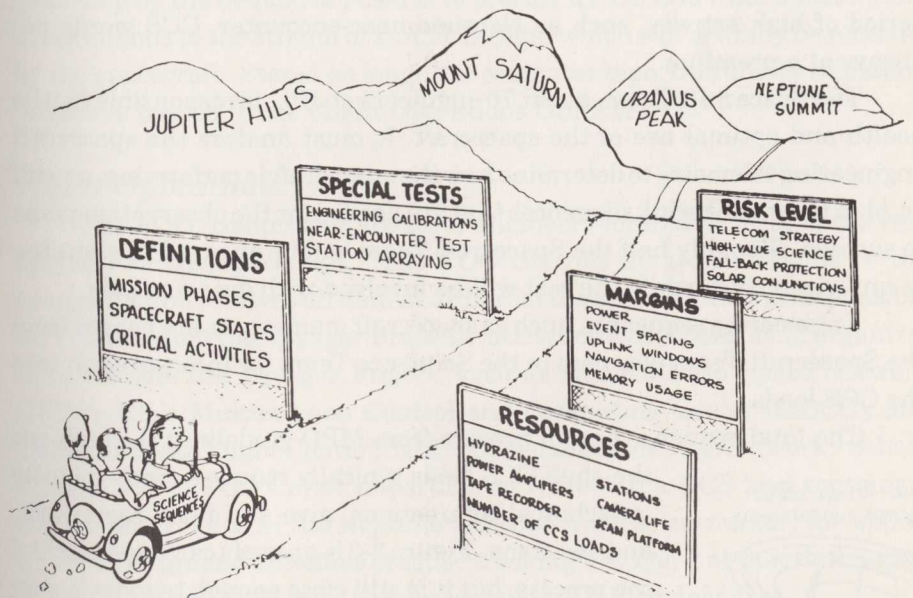 JUPITER HILLS
MOUNT SATURN
URANUS
PEAK
NEPTUNE
SUMMIT
SPECIAL TESTS
ENGINEERING CALIBRATIONS
NEAR-ENCOUNTER TEST
STATION ARRAYING
RISK LEVEL
TELECOM STRATEGY
HIGH-VALUE SCIENCE
FALL-BACK PROTECTION
SOLAR CONJUNCTIONS
DEFINITIONS
MISSION PHASES
SPACECRAFT STATES
CRITICAL ACTIVITIES
MARGINS
POWER
EVENT SPACING
UPLINK WINDOWS
NAVIGATION ERRORS
MEMORY USAGE
RESOURCES
HYDRAZINE
POWER AMPLIFIERS
TAPE RECORDER
NUMBER OF CCS LOADS
STATIONS
CAMERA LIFE
SCAN PLATFORM
SCIENCE
SEQUENCES